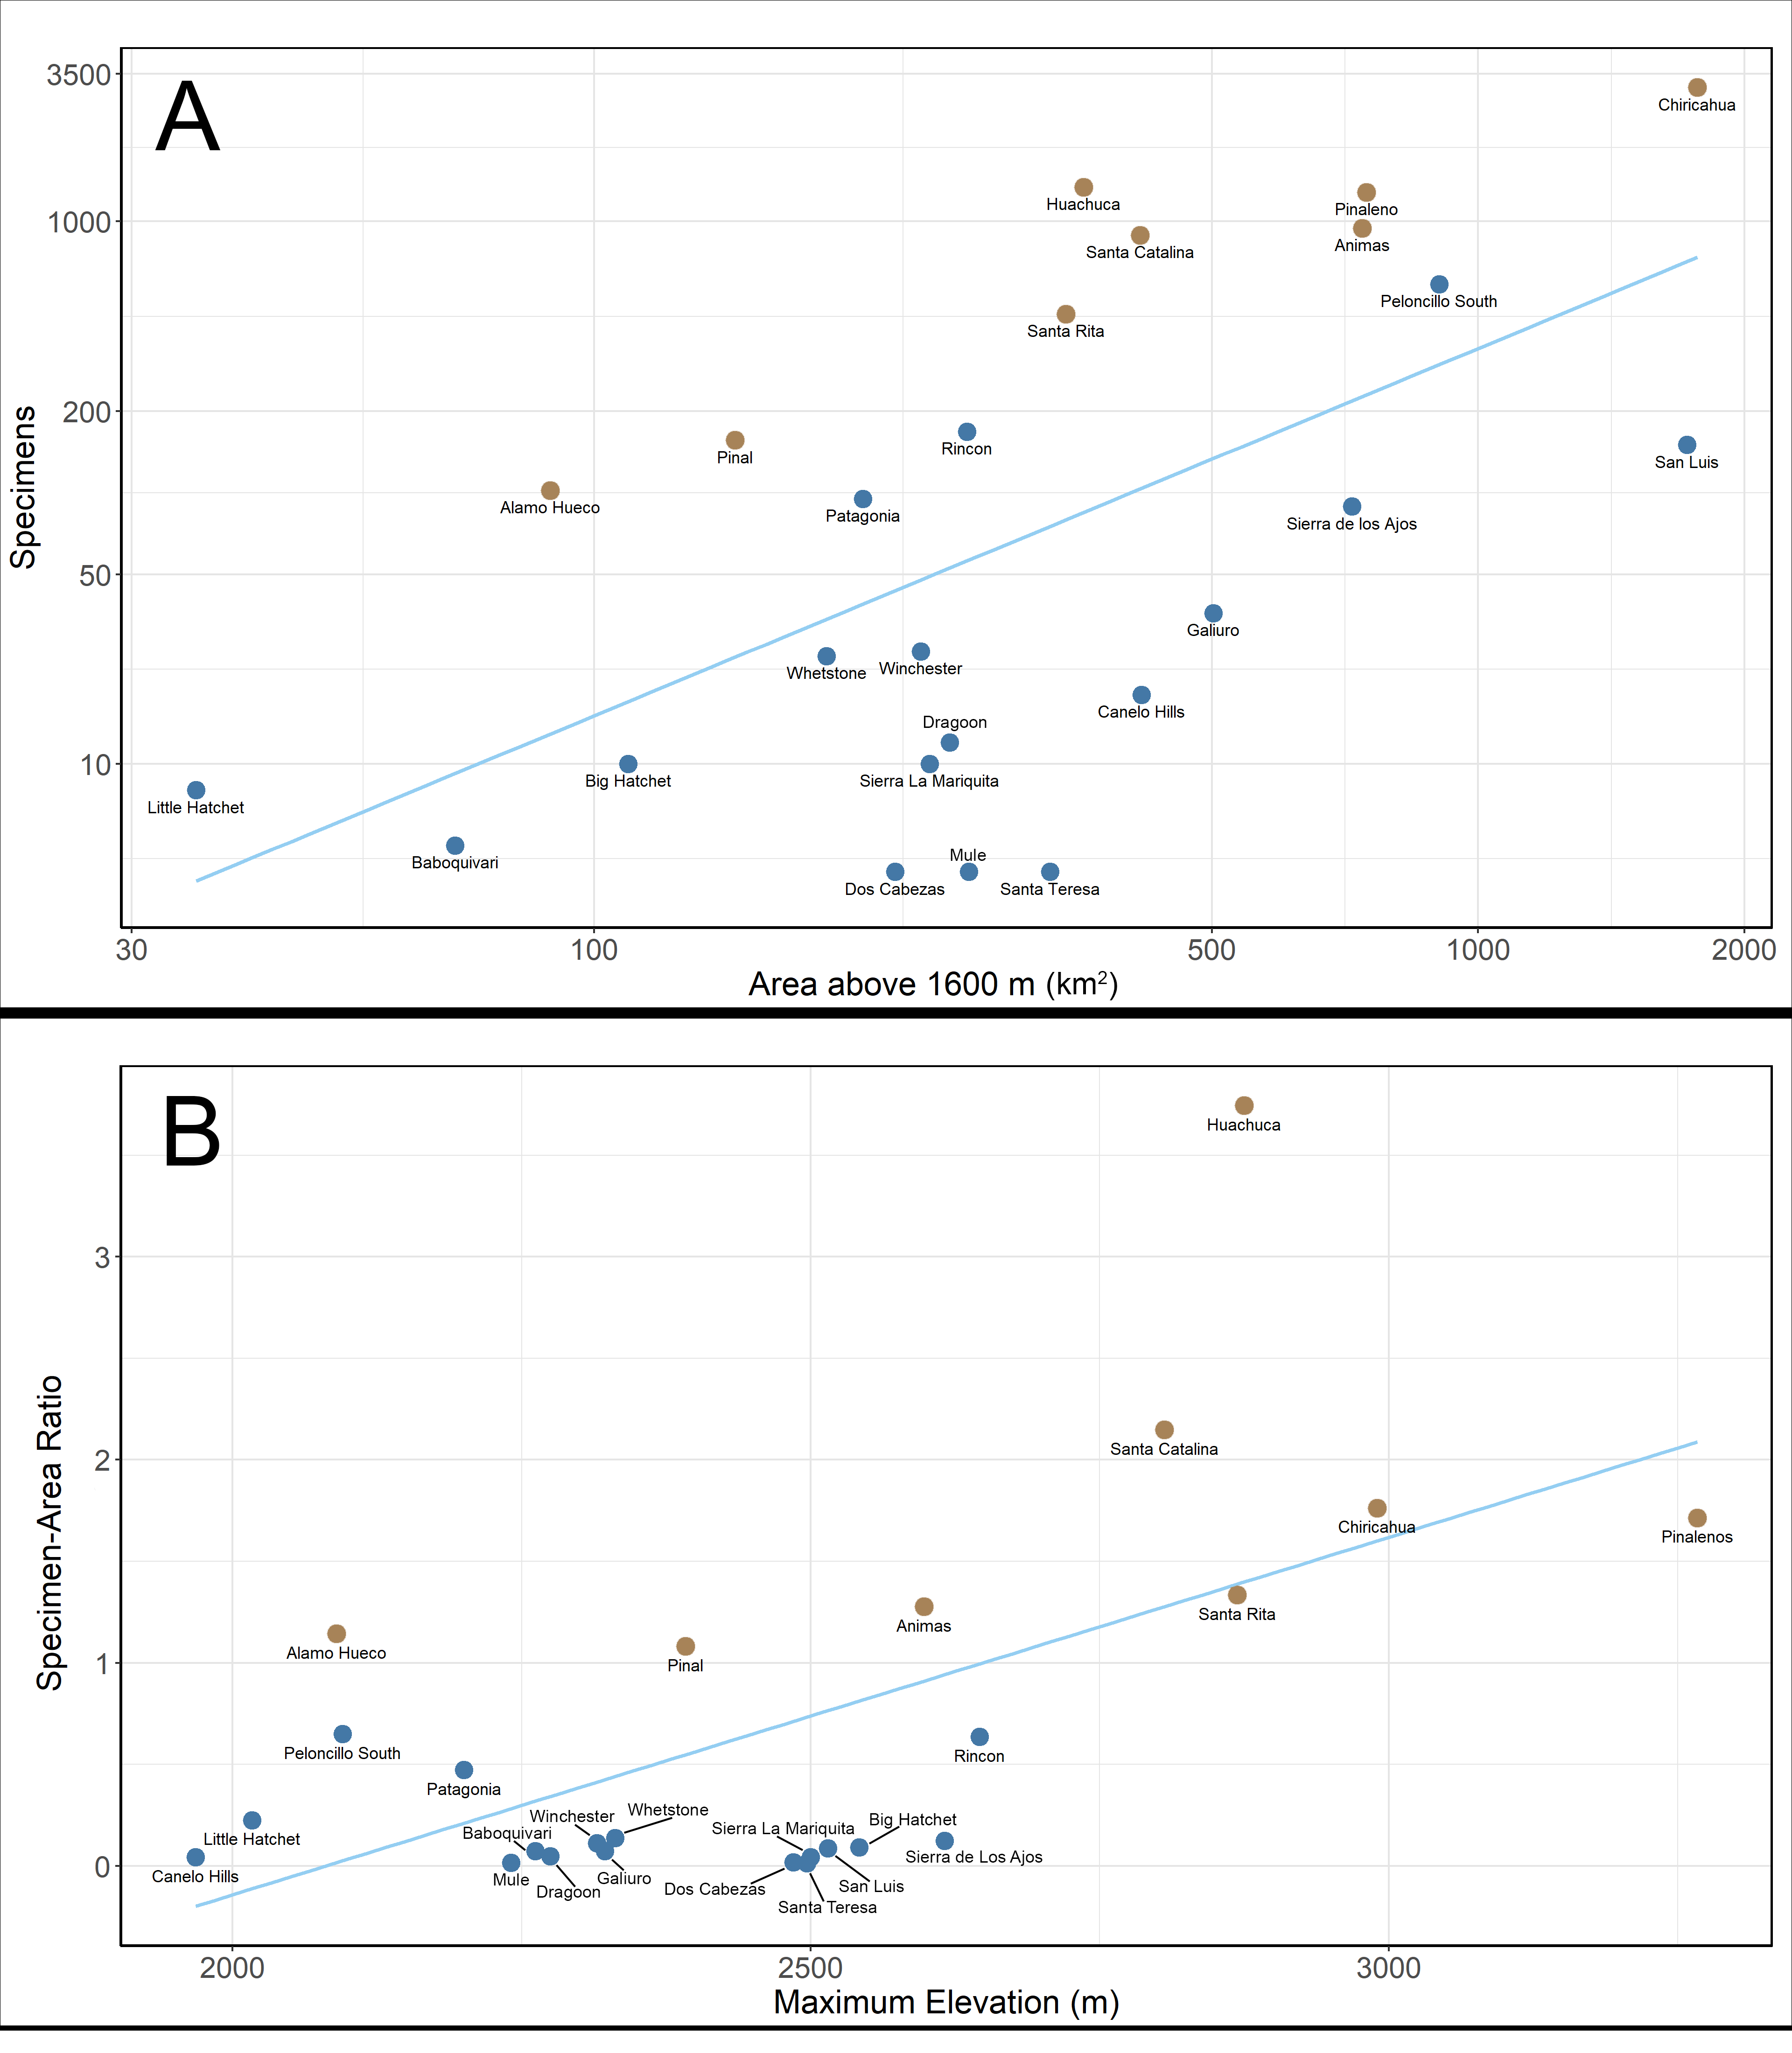 A
3500
1000
200
50
10
Specimens
Chiricahua
Huachuca
Pinaleno
Santa Catalina
Animas
Peloncillo South
Santa Rita
Rincon
Pinal
San Luis
Alamo Hueco
Patagonia
Sierra de los Ajos
Galiuro
Whetstone
Winchester
Canelo Hills
Dragoon
Big Hatchet
Sierra La Mariquita
Little Hatchet
Baboquivari
Mule
Dos Cabezas
Santa Teresa
30
100
500
1000
2000
Area above 1600 m (km²)
B
3
2
1
0
Specimen-Area Ratio
Huachuca
Santa Catalina
Chiricahua
Pinalenos
Santa Rita
Animas
Alamo Hueco
Pinal
Peloncillo South
Rincon
Patagonia
Whetstone
Winchester
Big Hatchet
Sierra La Mariquita
Baboquivari
Little Hatchet
Sierra de Los Ajos
Canelo Hills
Mule
Galiuro
San Luis
Dos Cabezas
Dragoon
Santa Teresa
2000
2500
3000
Maximum Elevation (m)